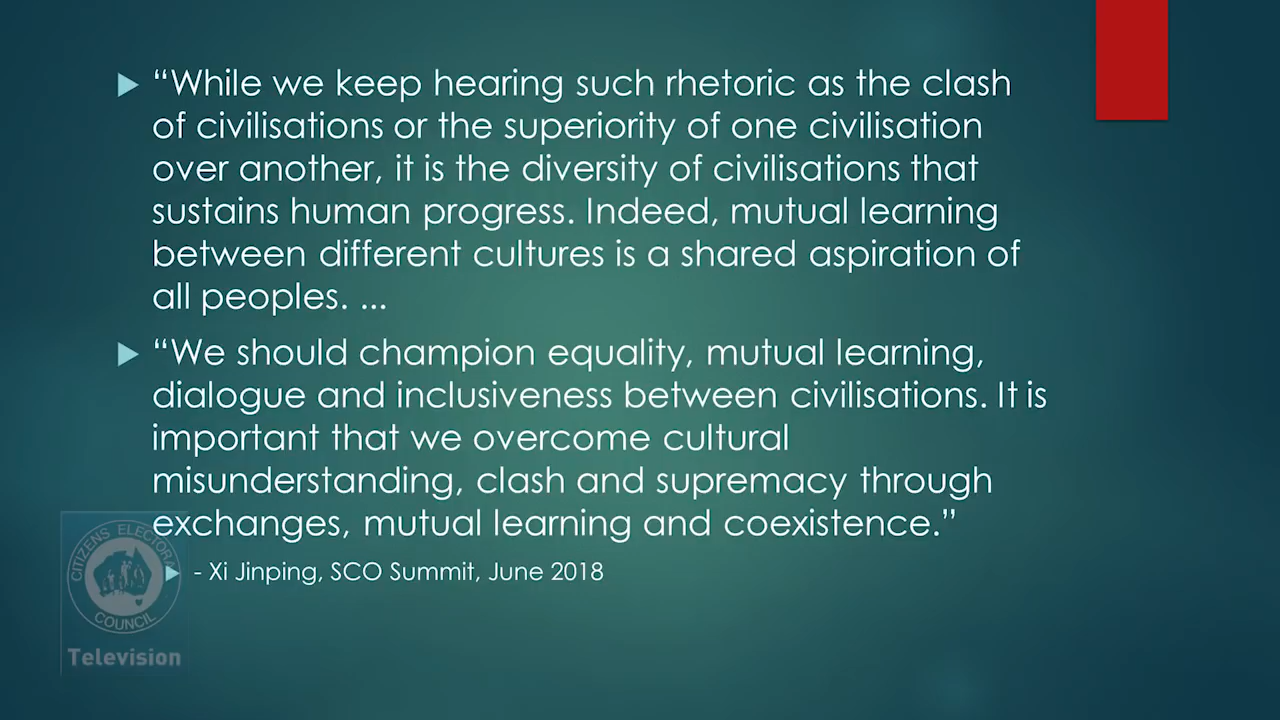 “While we keep hearing such rhetoric as the clash
of civilisations or the superiority of one civilisation
over another, it is the diversity of civilisations that
sustains human progress. Indeed, mutual learning
between different cultures is a shared aspiration of
all peoples. ...
“We should champion equality, mutual learning,
dialogue and inclusiveness between civilisations. It is
important that we overcome cultural
misunderstanding, clash and supremacy through
exchanges, mutual learning and coexistence.”
- Xi Jinping, SCO Summit, June 2018
CITIZENS ELECTORAL
COUNCIL
Television